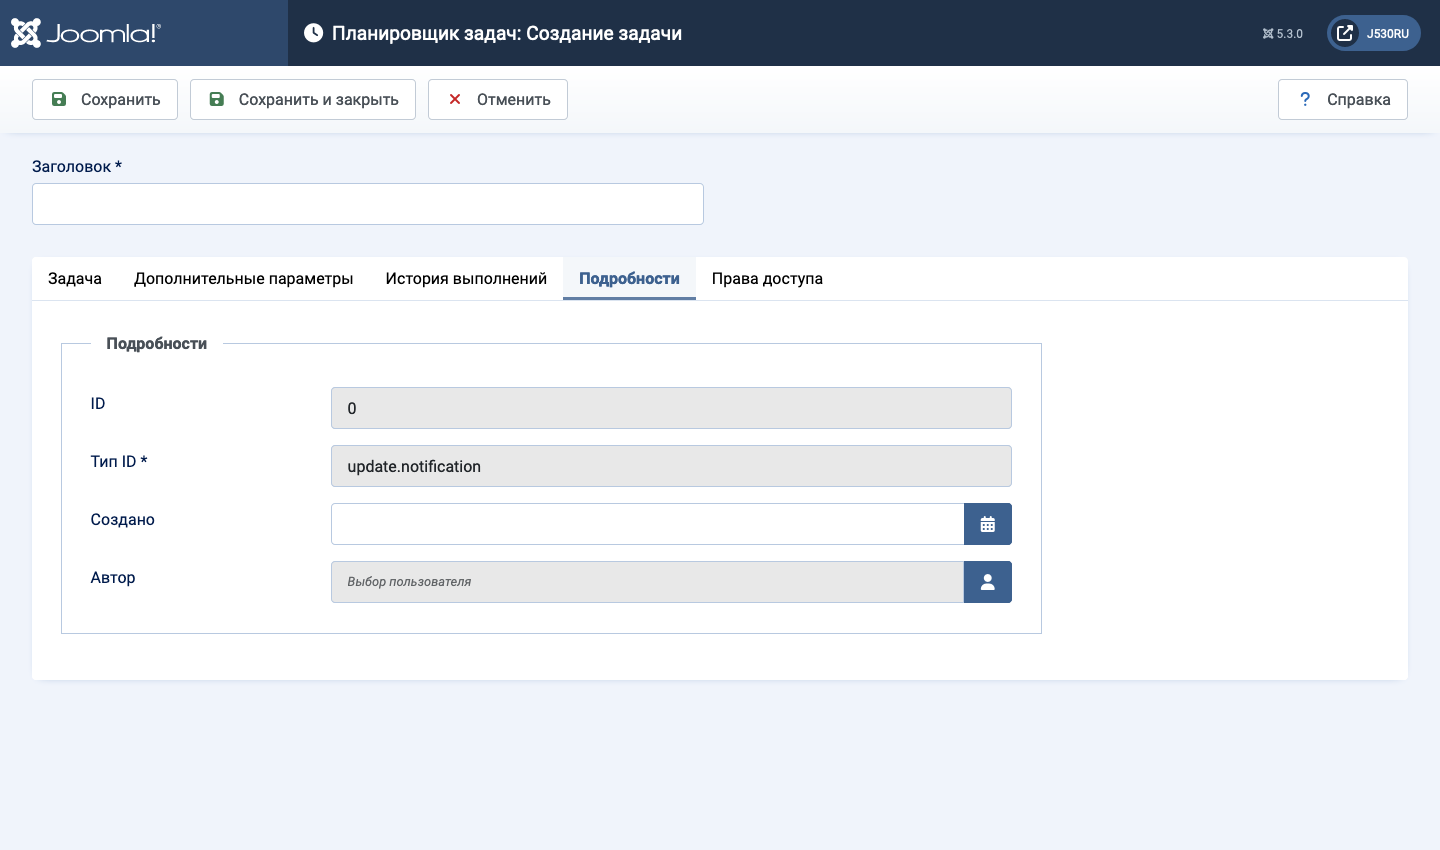 Joomla!®
Планировщик задач: Создание задачи
5.3.0
J530RU
Сохранить
Сохранить и закрыть
Отменить
? Справка
Заголовок *
Задача
Дополнительные параметры
История выполнений
Подробности
Права доступа
Подробности
ID
0
Тип ID *
update.notification
Создано
Автор
Выбор пользователя